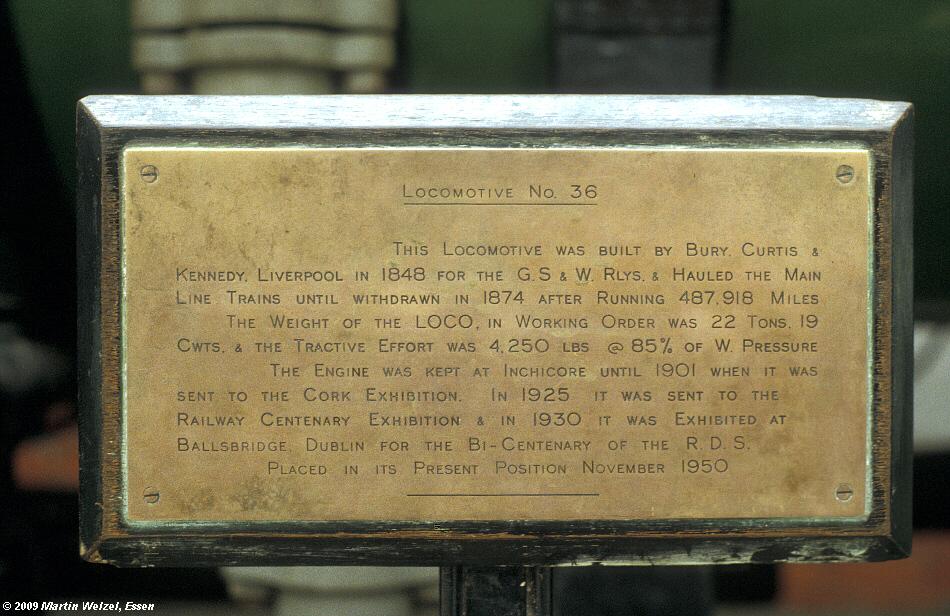 LOCOMOTIVE NO. 36
THIS LOCOMOTIVE WAS BUILT BY BURY, CURTIS &
KENNEDY, LIVERPOOL IN 1848 FOR THE G.S & W. RLYS. & HAULED THE MAIN
LINE TRAINS UNTIL WITHDRAWN IN 1874 AFTER RUNNING 487,918 MILES
THE WEIGHT OF THE LOCO, IN WORKING ORDER WAS 22 TONS, 19
CWTS, & THE TRACTIVE EFFORT WAS 4,250 LBS @ 85% OF W. PRESSURE
THE ENGINE WAS KEPT AT INCHICORE UNTIL 1901 WHEN IT WAS
SENT TO THE CORK EXHIBITION. IN 1925 IT WAS SENT TO THE
RAILWAY CENTENARY EXHIBITION & IN 1930 IT WAS EXHIBITED AT
BALLSBRIDGE, DUBLIN FOR THE BI-CENTENARY OF THE R.D.S.
PLACED IN ITS PRESENT POSITION NOVEMBER 1950
© 2009 Martin Welzel, Essen